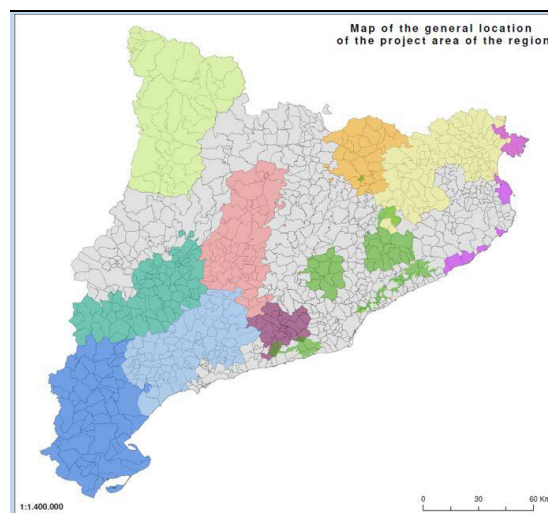 Map of the general location
of the project area of the region
1:1.400.000
0 30 60 Km